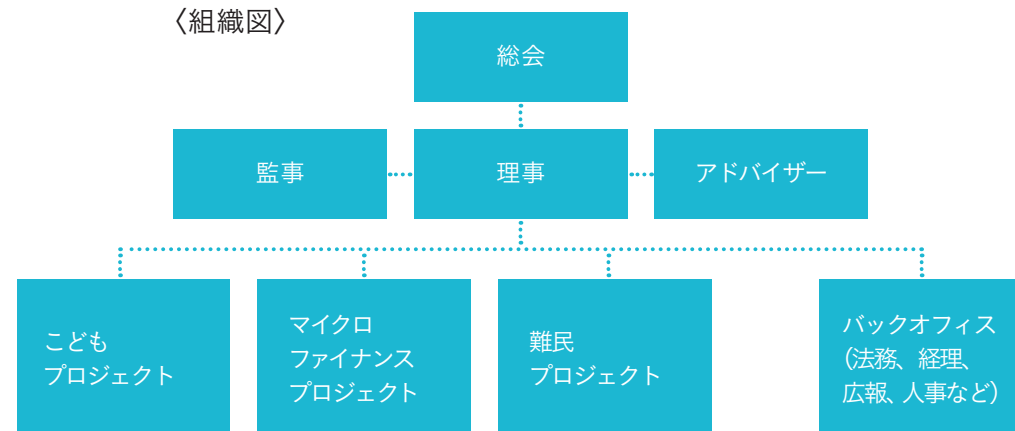 〈組織図〉
総会
監事
理事
アドバイザー
こども
プロジェクト
マイクロ
ファイナンス
プロジェクト
難民
プロジェクト
バックオフィス
(法務、経理、
広報、人事など)